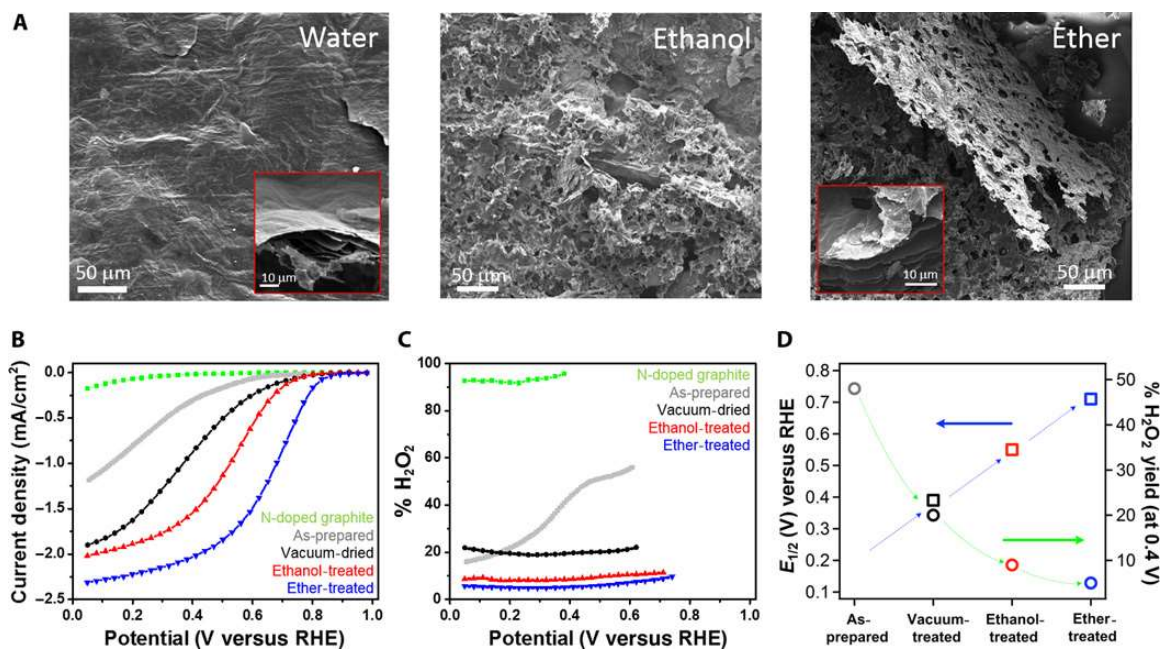 A
Water
Ethanol
Ether
50 μm
10 μm
50 μm
10 μm
50 μm
B
Current density (mA/cm²)
0.0
−0.5
−1.0
−1.5
−2.0
−2.5
N-doped graphite
As-prepared
Vacuum-dried
Ethanol-treated
Ether-treated
0.0 0.2 0.4 0.6 0.8 1.0
Potential (V versus RHE)
C
% H₂O₂
100
80
60
40
20
0
N-doped graphite
As-prepared
Vacuum-dried
Ethanol-treated
Ether-treated
0.0 0.2 0.4 0.6 0.8 1.0
Potential (V versus RHE)
D
E1/2 (V) versus RHE
0.8
0.7
0.6
0.5
0.4
0.3
0.2
0.1
50
40
30
20
10
% H₂O₂ yield (at 0.4 V)
As-prepared
Vacuum-treated
Ethanol-treated
Ether-treated